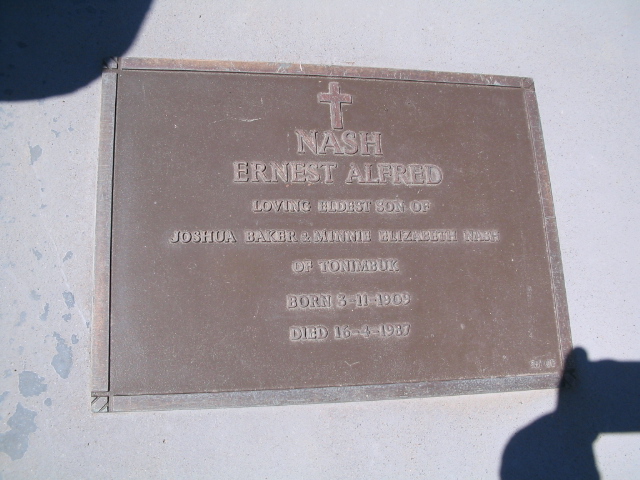 NASH
ERNEST ALFRED
LOVING ELDEST SON OF
JOSHUA BAKER & MINNIE ELIZABETH NASH
OF TONIMBUK
BORN 3-11-1909
DIED 16-4-1987